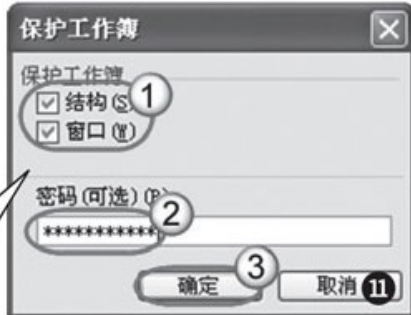 保护工作簿
保护工作簿
结构(S) 1
窗口(W)
密码(可选)(P)
*********** 2
确定 3 取消 11